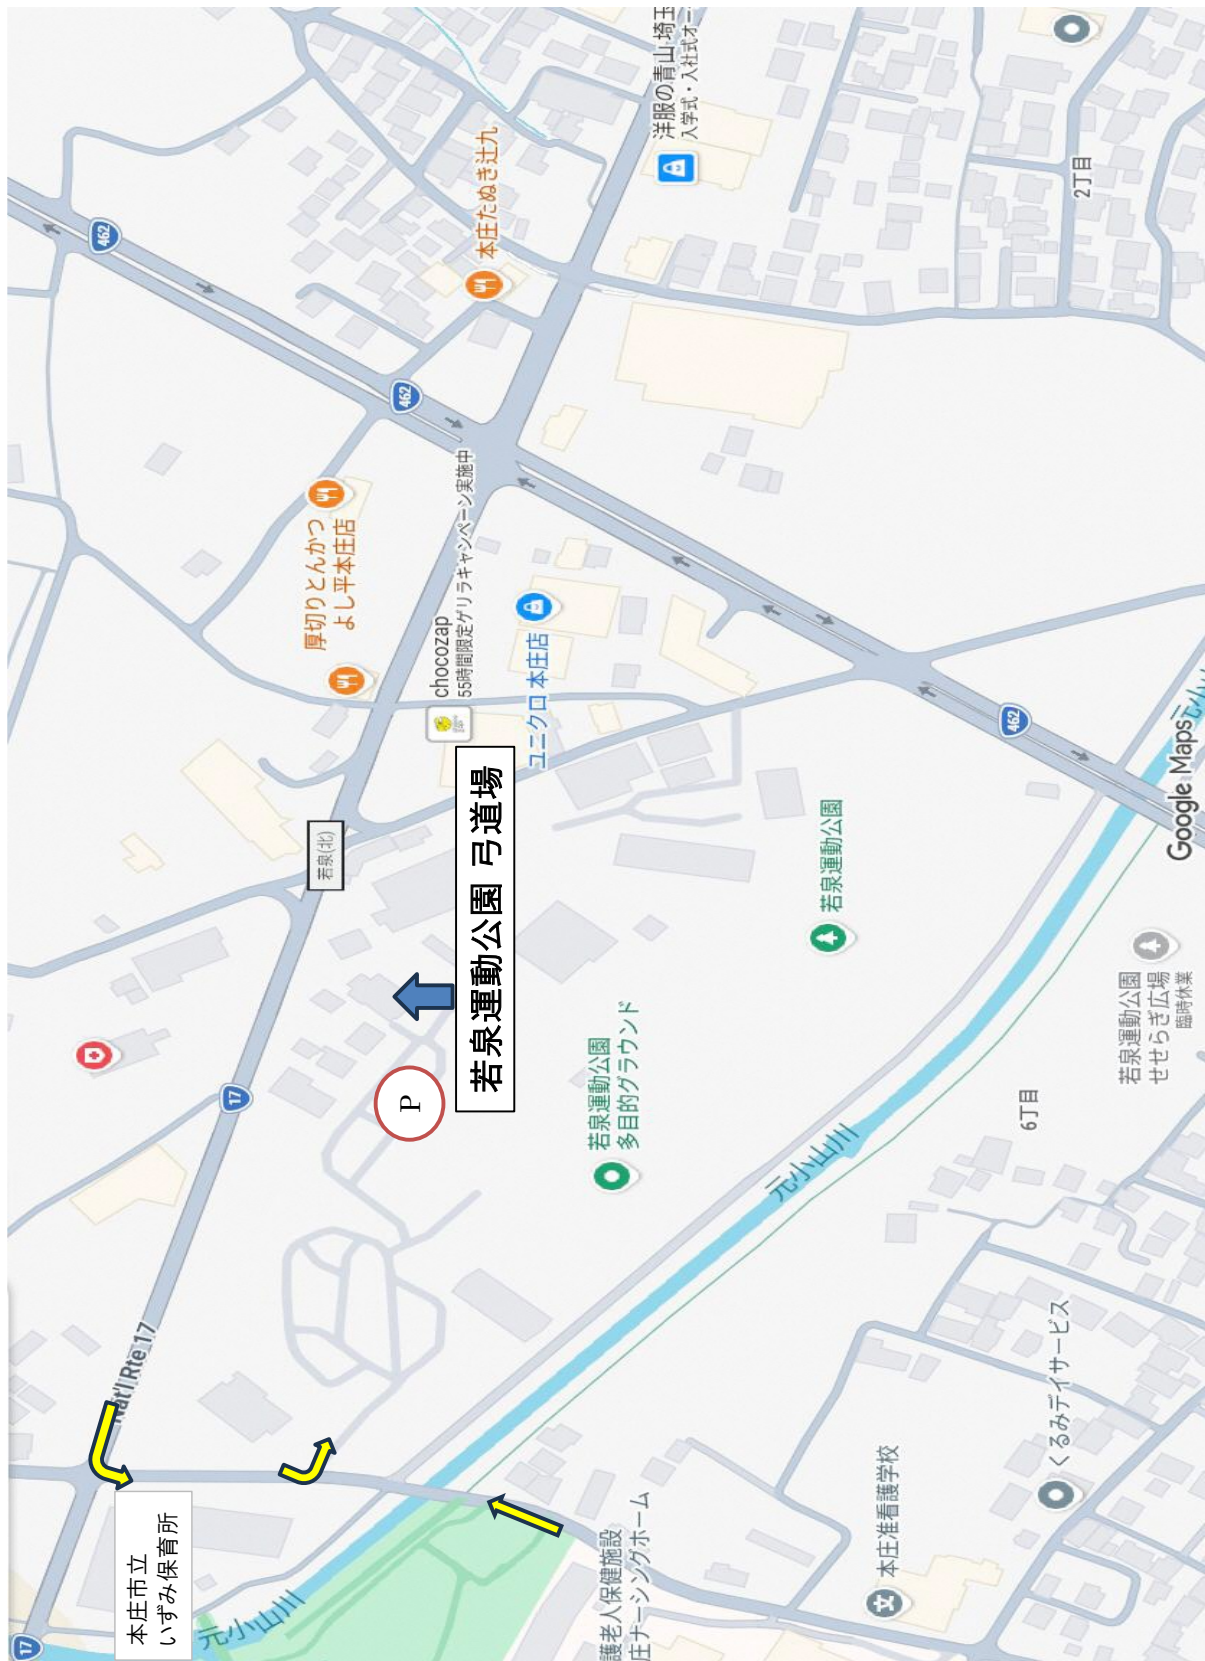 462
462
462
17
17
Nat'l Rte 17
本庄たぬき辻九
洋服の青山 埼玉
入学式・入社式オー
2丁目
厚切りとんかつ
よし平本庄店
chocozap
55時間限定ゲリラキャンペーン実施中
ユニクロ 本庄店
若泉(北)
若泉運動公園 弓道場
P
若泉運動公園
若泉運動公園
多目的グラウンド
若泉運動公園
せせらぎ広場
臨時休業
6丁目
元小山川
元小山川
元小山川
Google Maps
本庄市立
いずみ保育所
護老人保健施設
庄ナーシングホーム
本庄准看護学校
くるみデイサービス